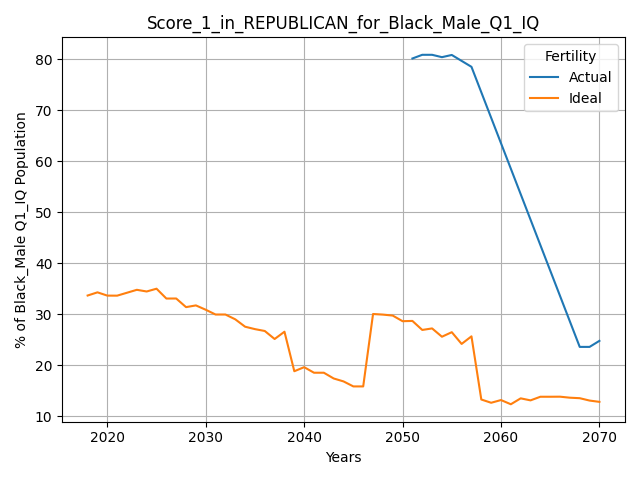 Score_1_in_REPUBLICAN_for_Black_Male_Q1_IQ
Fertility
Actual
Ideal
% of Black_Male Q1_IQ Population
80
70
60
50
40
30
20
10
2020 2030 2040 2050 2060 2070
Years